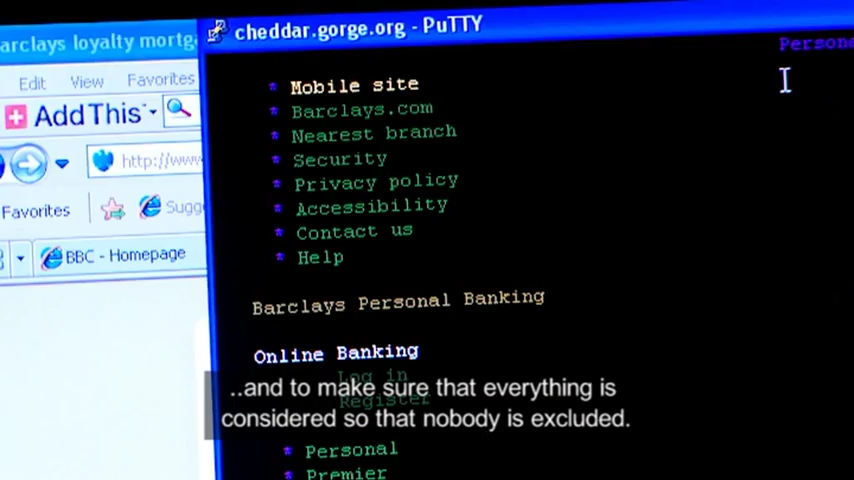 arclays loyalty mortg
cheddar.gorge.org - PuTTY
Persona
Edit View Favorites
AddThis
http://www
Favorites
Sugg
BBC - Homepage
* Mobile site
* Barclays.com
* Nearest branch
* Security
* Privacy policy
* Accessibility
* Contact us
* Help
Barclays Personal Banking
Online Banking
Log in
Register
..and to make sure that everything is
considered so that nobody is excluded.
* Personal
* Premier